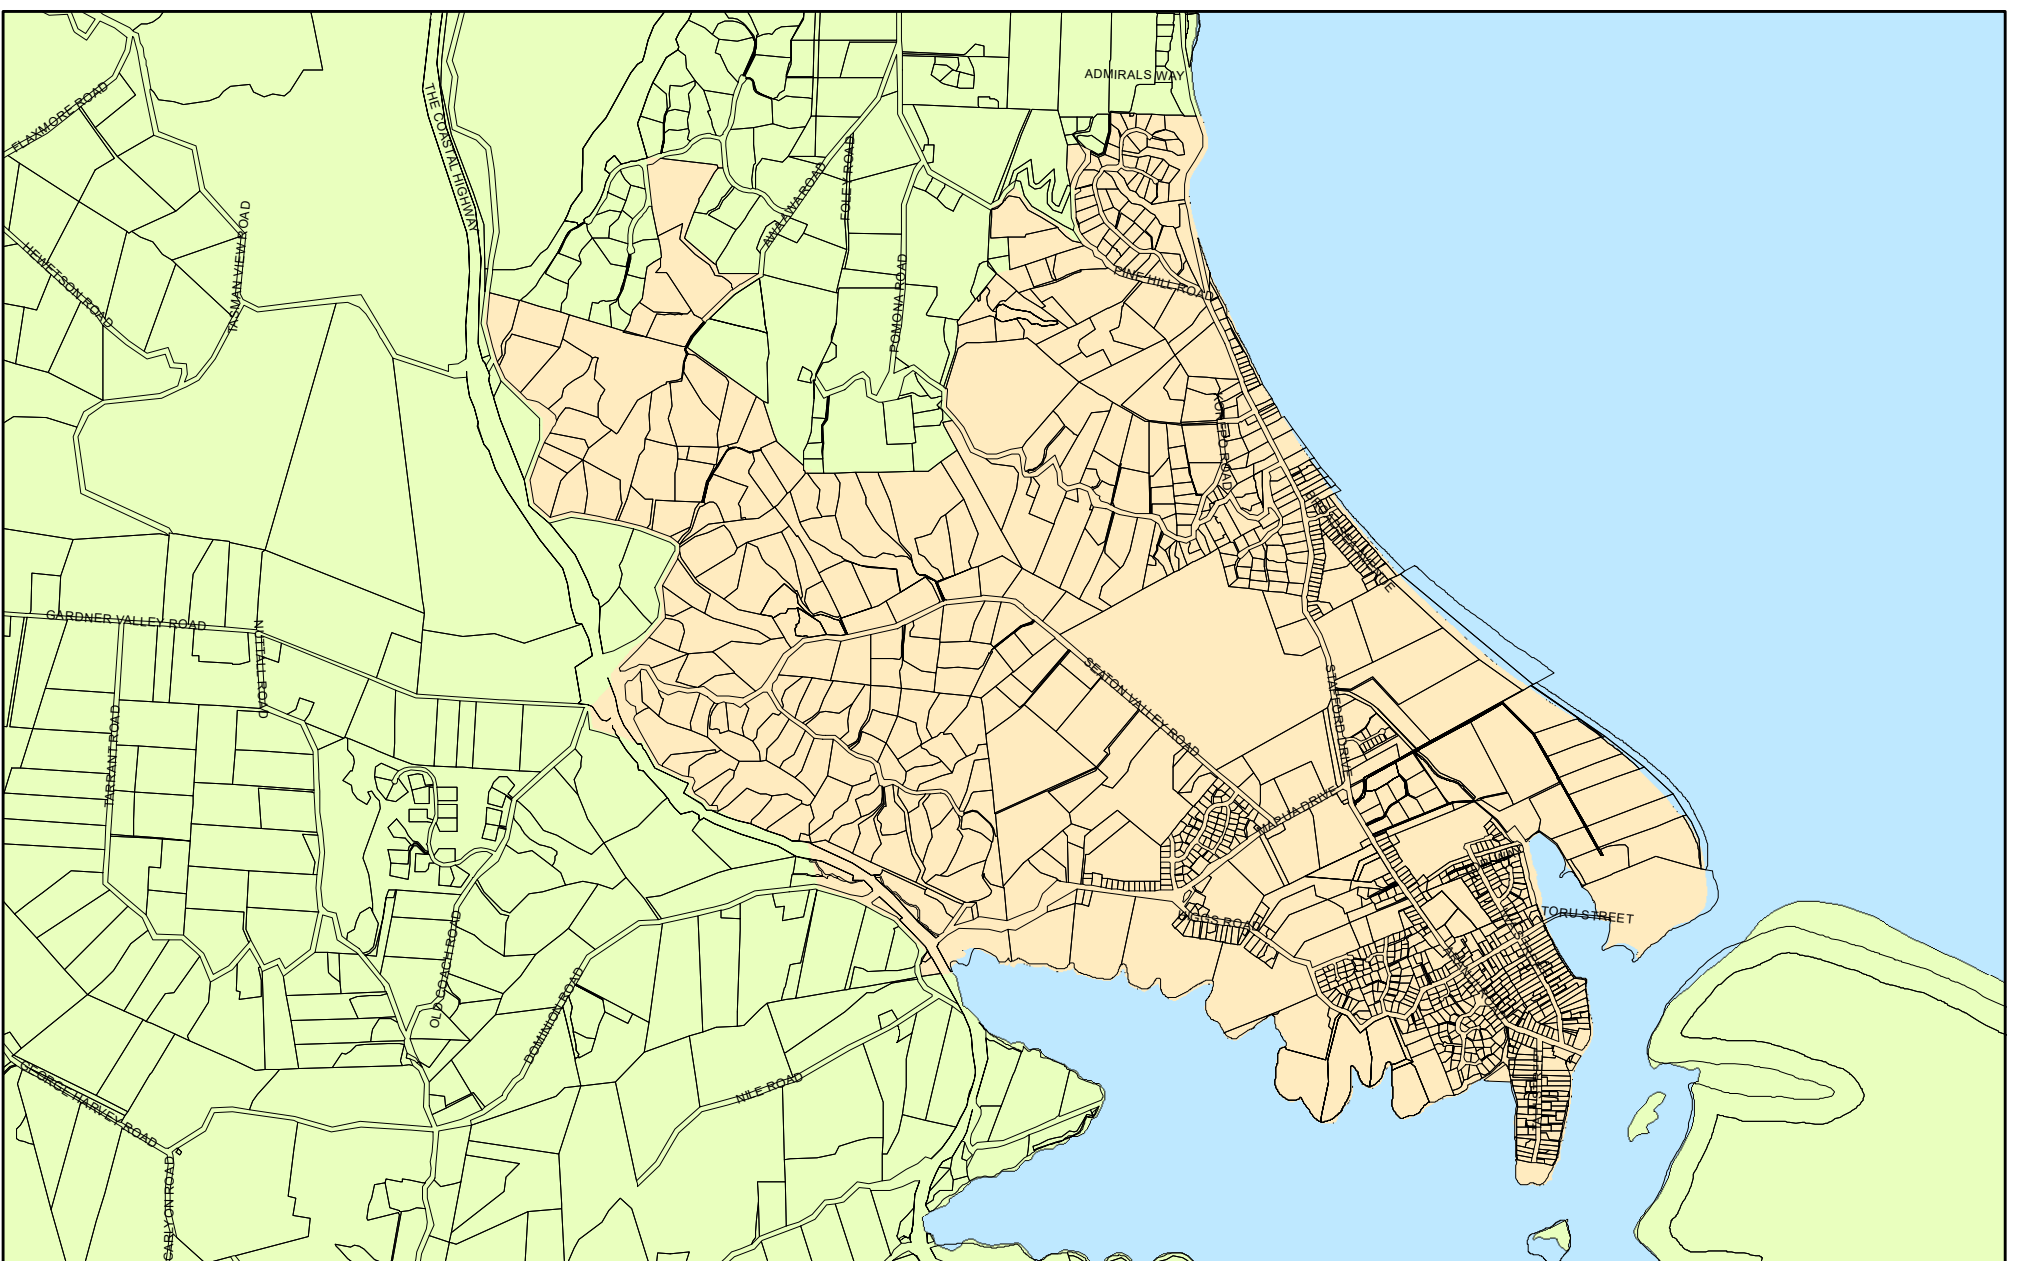 ADMIRALS WAY
FLAXMORE ROAD
THE COASTAL HIGHWAY
AWA AWA ROAD
FOLEY ROAD
HEWETSON ROAD
TASMAN VIEW ROAD
POMONA ROAD
PINE HILL ROAD
GARDNER VALLEY ROAD
NUTTALL ROAD
SEATON VALLEY ROAD
STAFFORD DRIVE
TARRANT ROAD
MAPUA DRIVE
HIGGS ROAD
TORU STREET
OLD COACH ROAD
DOMINION ROAD
NILE ROAD
GEORGE HARVEY ROAD
CARLYON ROAD